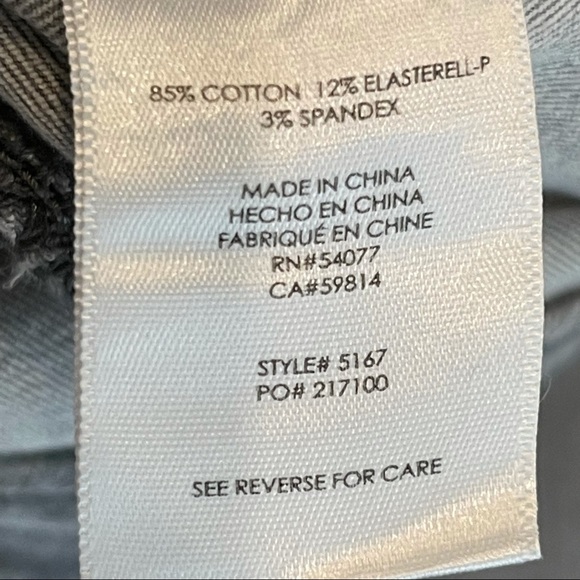 85% COTTON 12% ELASTERELL-P
3% SPANDEX
MADE IN CHINA
HECHO EN CHINA
FABRIQUÉ EN CHINE
RN#54077
CA#59814
STYLE# 5167
PO# 217100
SEE REVERSE FOR CARE